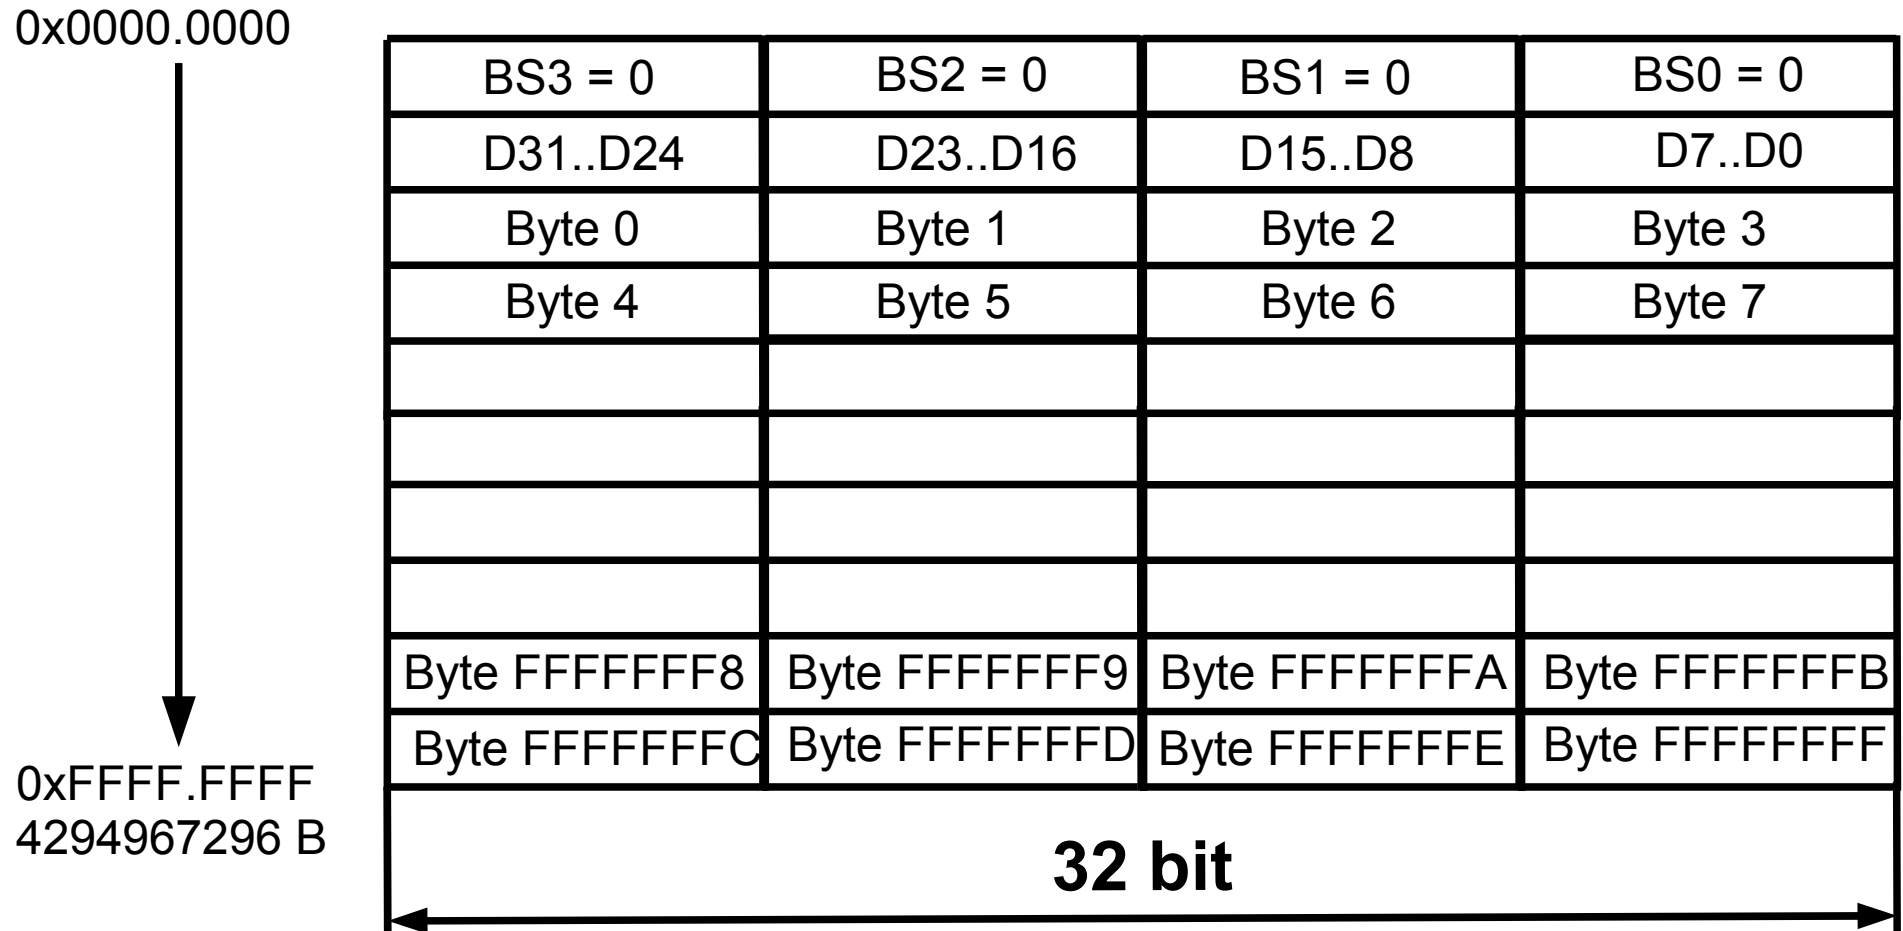 0x0000.0000
BS3 = 0 BS2 = 0 BS1 = 0 BS0 = 0
D31..D24 D23..D16 D15..D8 D7..D0
Byte 0 Byte 1 Byte 2 Byte 3
Byte 4 Byte 5 Byte 6 Byte 7
Byte FFFFFFF8 Byte FFFFFFF9 Byte FFFFFFFA Byte FFFFFFFB
Byte FFFFFFFC Byte FFFFFFFD Byte FFFFFFFE Byte FFFFFFFF
0xFFFF.FFFF
4294967296 B
32 bit